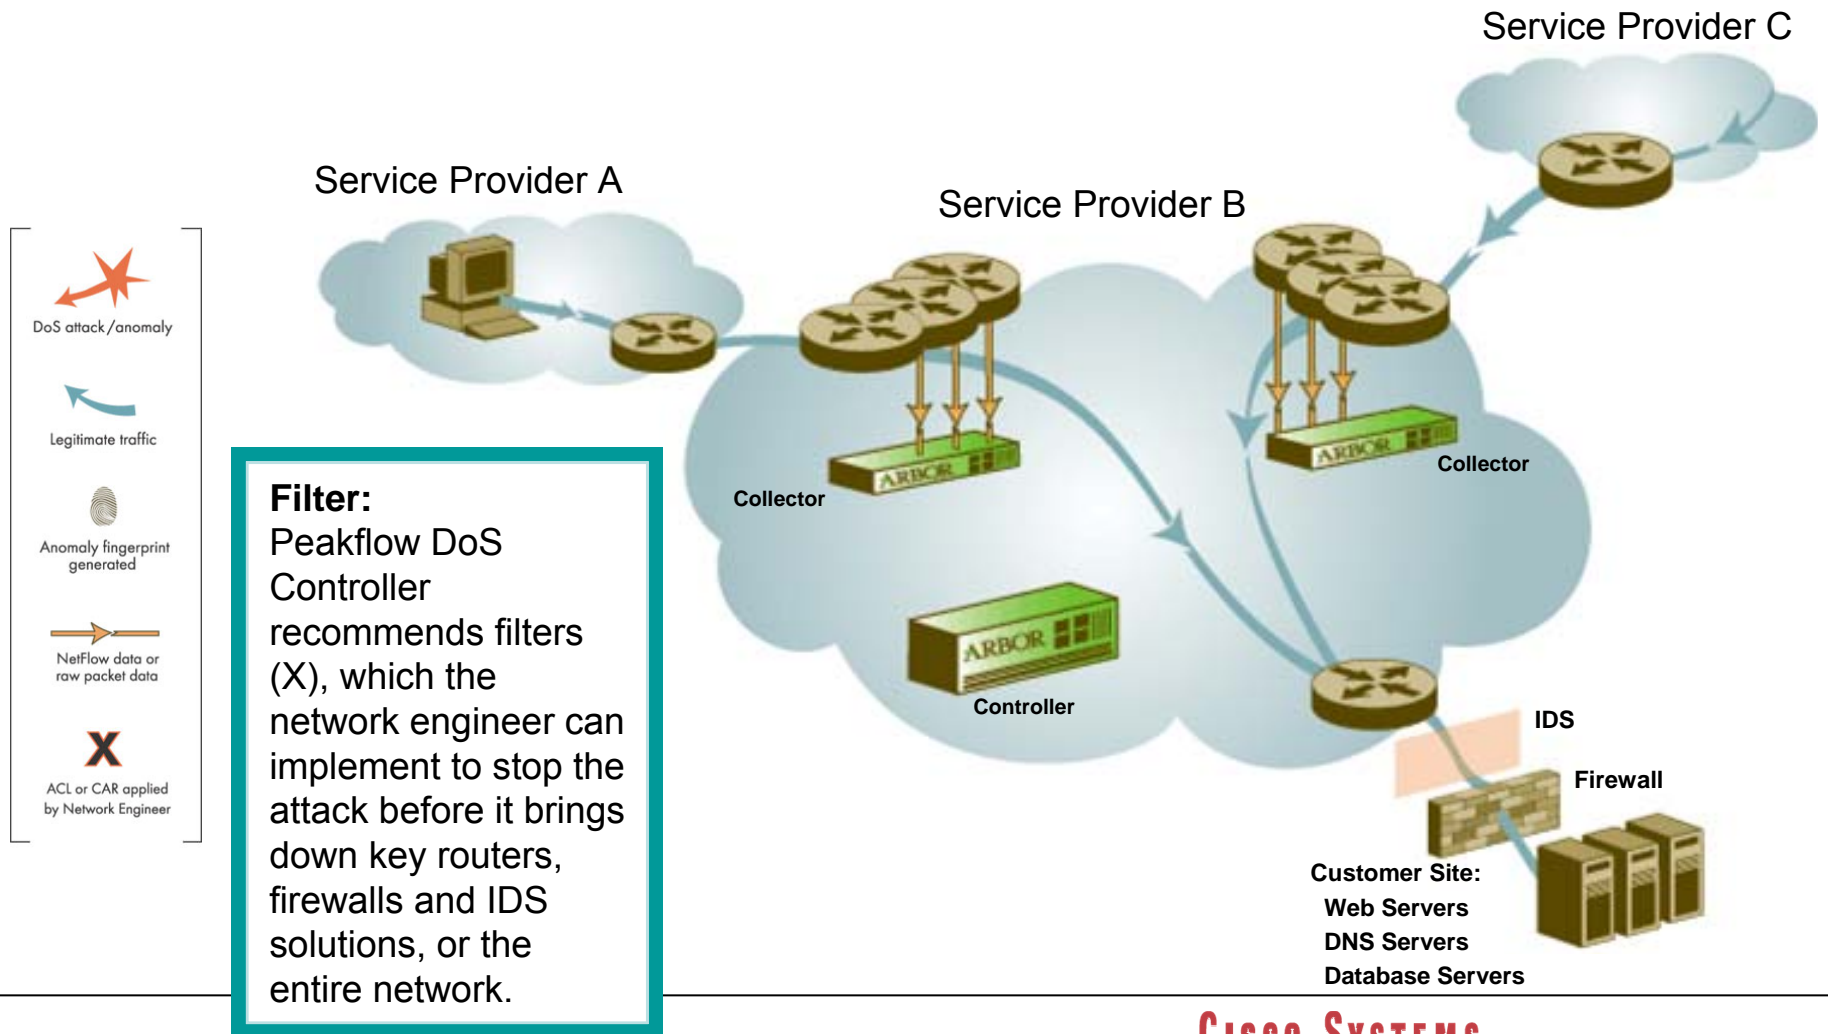 Service Provider C
Service Provider A
Service Provider B
DoS attack/anomaly
Legitimate traffic
Anomaly fingerprint
generated
NetFlow data or
raw packet data
X
ACL or CAR applied
by Network Engineer
Filter:
Peakflow DoS
Controller
recommends filters
(X), which the
network engineer can
implement to stop the
attack before it brings
down key routers,
firewalls and IDS
solutions, or the
entire network.
ARBOR
Collector
ARBOR
Collector
ARBOR
Controller
IDS
Firewall
Customer Site:
Web Servers
DNS Servers
Database Servers
CISCO SYSTEMS